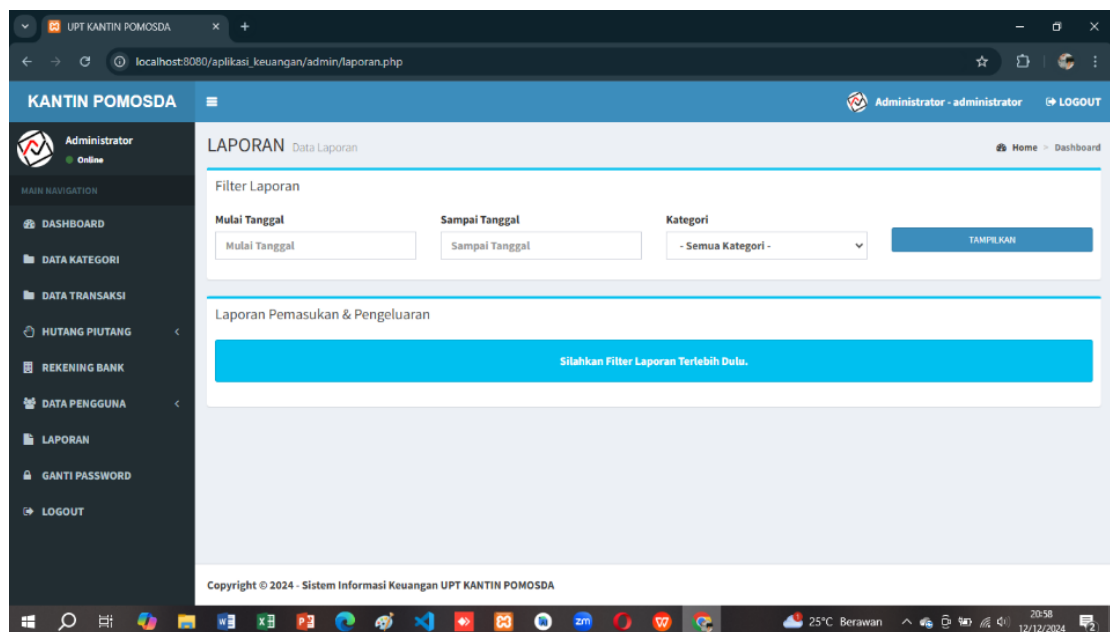 UPT KANTIN POMOSDA
localhost:8080/aplikasi_keuangan/admin/laporan.php
KANTIN POMOSDA
Administrator - administrator
LOGOUT
Administrator
Online
LAPORAN Data Laporan
Home > Dashboard
MAIN NAVIGATION
DASHBOARD
DATA KATEGORI
DATA TRANSAKSI
HUTANG PIUTANG
REKENING BANK
DATA PENGGUNA
LAPORAN
GANTI PASSWORD
LOGOUT
Filter Laporan
Mulai Tanggal
Sampai Tanggal
Kategori
Mulai Tanggal
Sampai Tanggal
- Semua Kategori -
TAMPILKAN
Laporan Pemasukan & Pengeluaran
Silahkan Filter Laporan Terlebih Dulu.
Copyright © 2024 - Sistem Informasi Keuangan UPT KANTIN POMOSDA
zm
25°C Berawan
20:58
12/12/2024
2